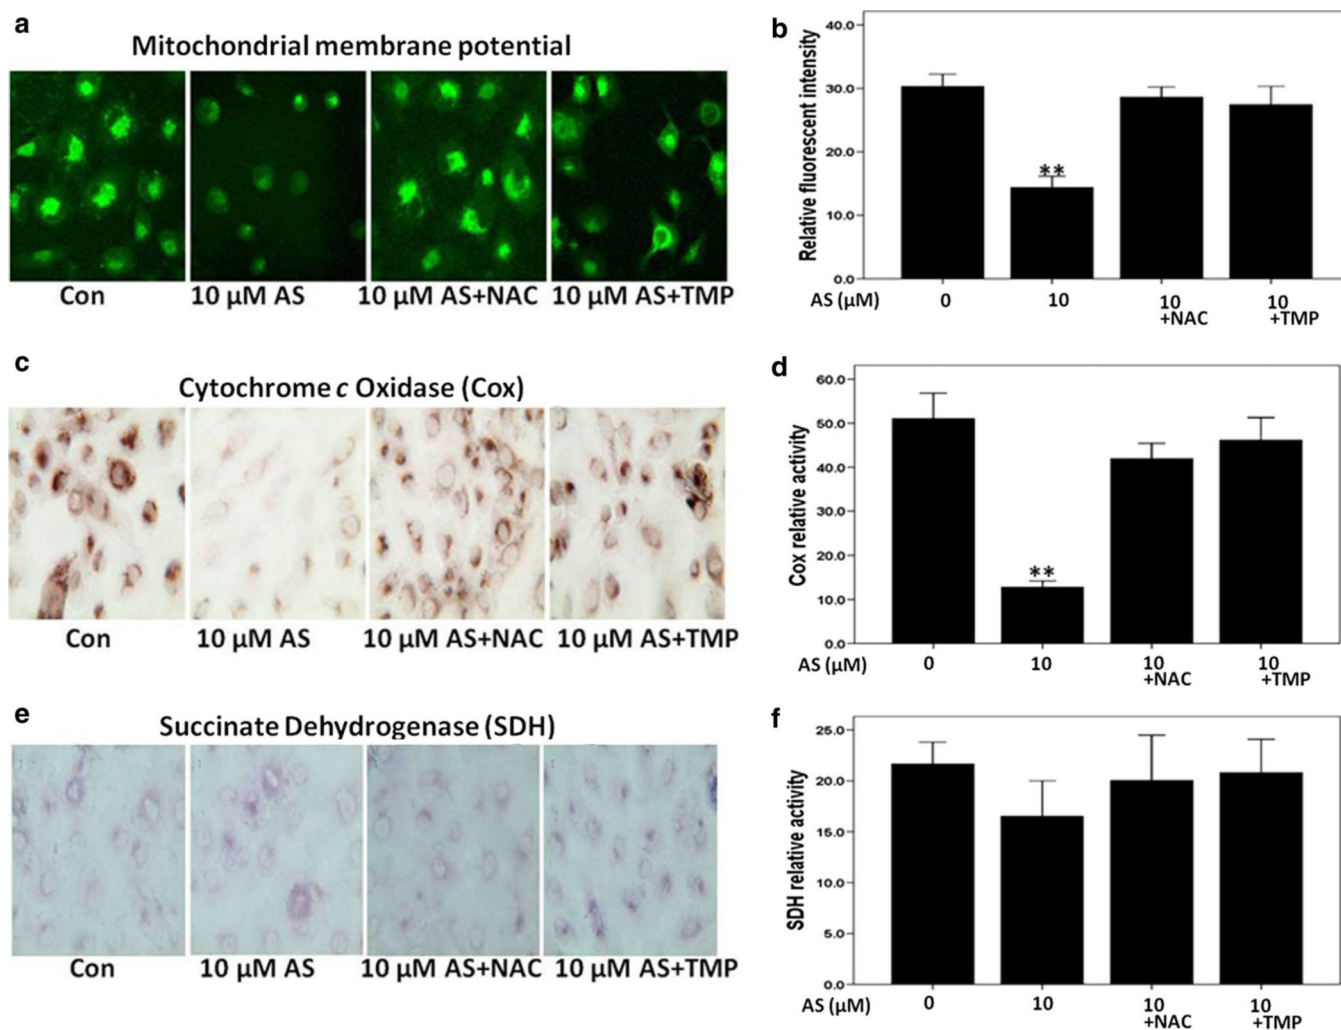 a
Mitochondrial membrane potential
Con
10 µM AS
10 µM AS+NAC
10 µM AS+TMP
b
Relative fluorescent intensity
40.0
30.0
20.0
10.0
0.0
**
AS (µM)
0
10
10
+NAC
10
+TMP
c
Cytochrome c Oxidase (Cox)
Con
10 µM AS
10 µM AS+NAC
10 µM AS+TMP
d
Cox relative activity
60.0
50.0
40.0
30.0
20.0
10.0
0.0
**
AS (µM)
0
10
10
+NAC
10
+TMP
e
Succinate Dehydrogenase (SDH)
Con
10 µM AS
10 µM AS+NAC
10 µM AS+TMP
f
SDH relative activity
25.0
20.0
15.0
10.0
5.0
0.0
AS (µM)
0
10
10
+NAC
10
+TMP